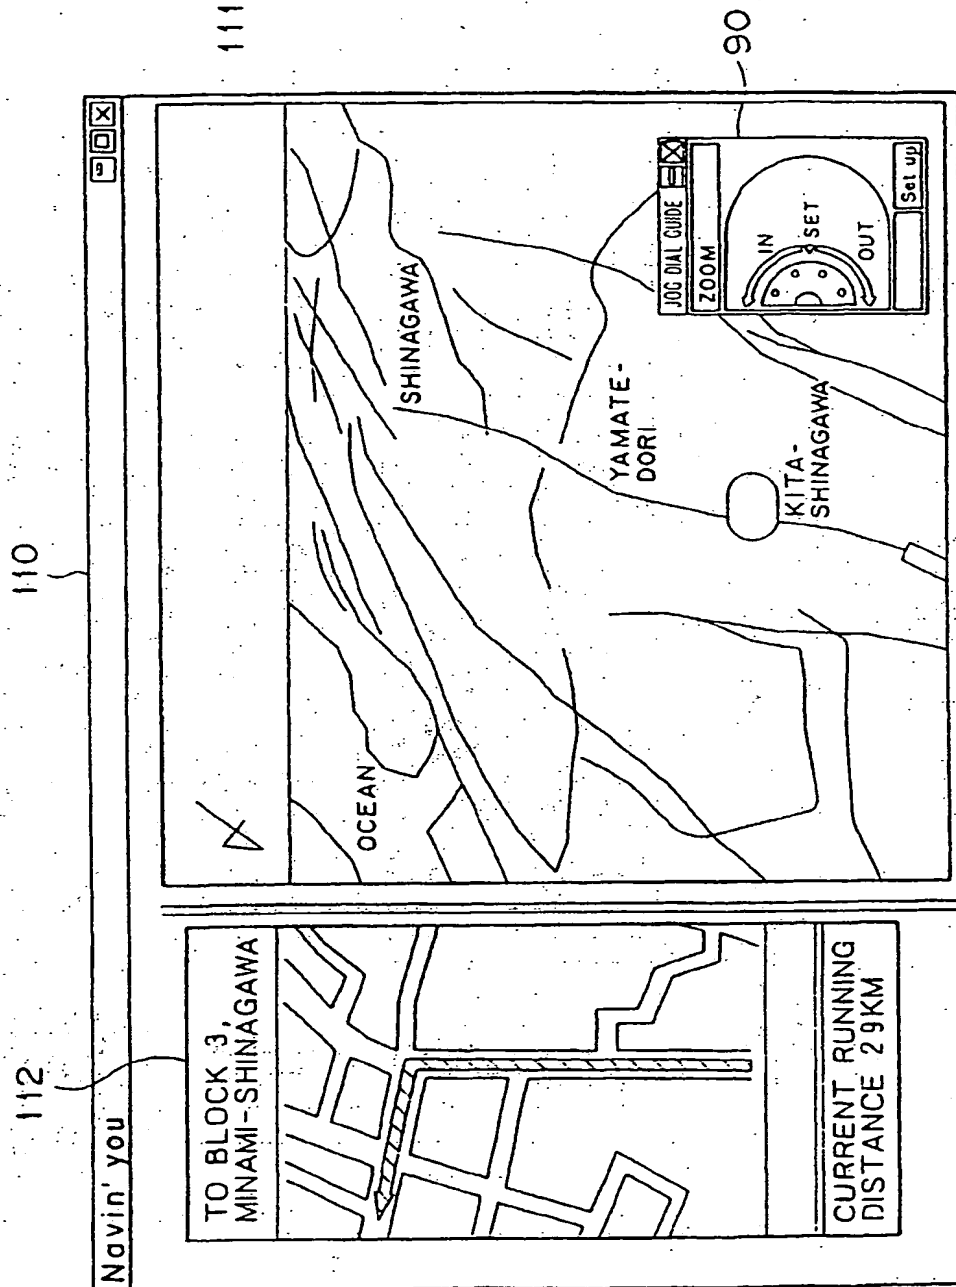 110
111
112
90
Navin' you
TO BLOCK 3,
MINAMI-SHINAGAWA
CURRENT RUNNING
DISTANCE 29KM
OCEAN
SHINAGAWA
YAMATE-
DORI
KITA-
SHINAGAWA
JOG DIAL GUIDE
ZOOM
IN
SET
OUT
Set up